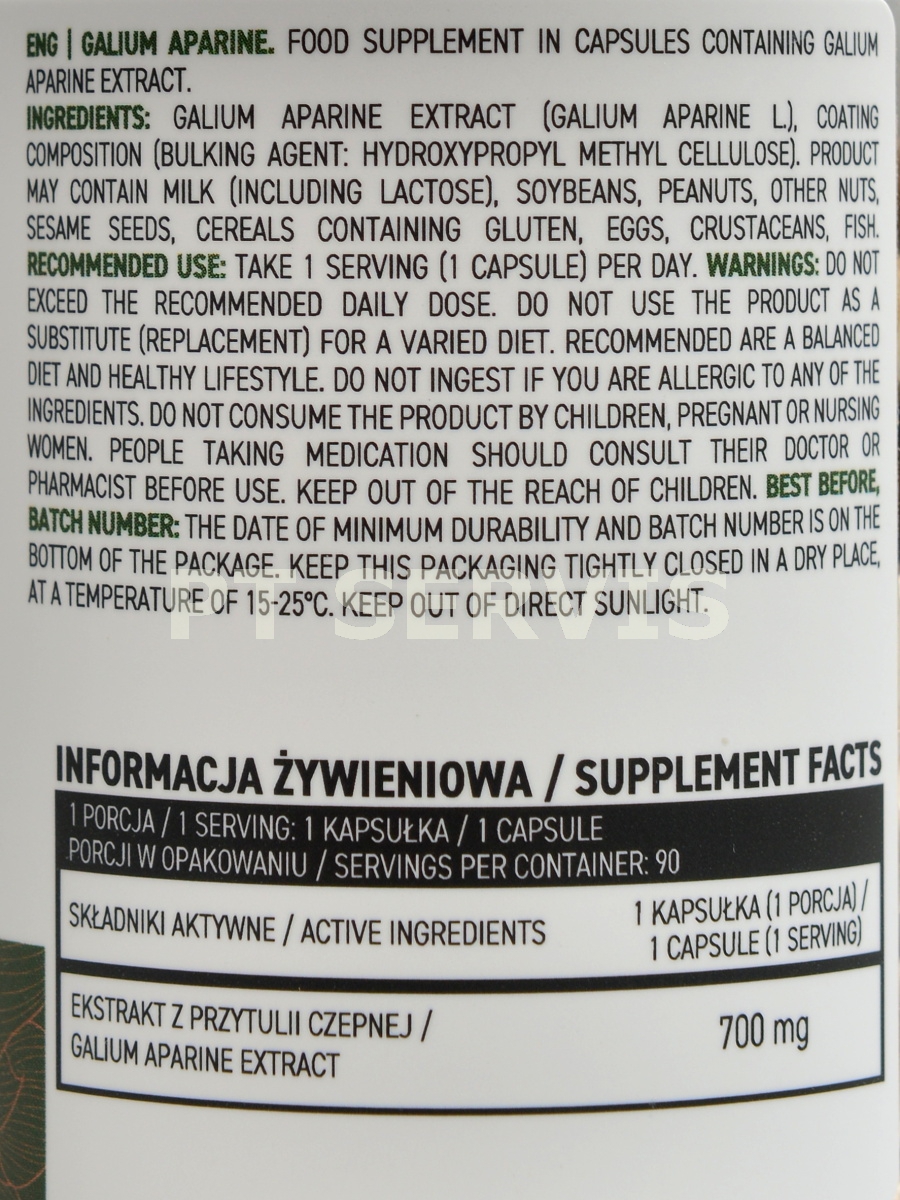 ENG | GALIUM APARINE. FOOD SUPPLEMENT IN CAPSULES CONTAINING GALIUM
APARINE EXTRACT.
INGREDIENTS: GALIUM APARINE EXTRACT (GALIUM APARINE L.), COATING
COMPOSITION (BULKING AGENT: HYDROXYPROPYL METHYL CELLULOSE). PRODUCT
MAY CONTAIN MILK (INCLUDING LACTOSE), SOYBEANS, PEANUTS, OTHER NUTS,
SESAME SEEDS, CEREALS CONTAINING GLUTEN, EGGS, CRUSTACEANS, FISH.
RECOMMENDED USE: TAKE 1 SERVING (1 CAPSULE) PER DAY. WARNINGS: DO NOT
EXCEED THE RECOMMENDED DAILY DOSE. DO NOT USE THE PRODUCT AS A
SUBSTITUTE (REPLACEMENT) FOR A VARIED DIET. RECOMMENDED ARE A BALANCED
DIET AND HEALTHY LIFESTYLE. DO NOT INGEST IF YOU ARE ALLERGIC TO ANY OF THE
INGREDIENTS. DO NOT CONSUME THE PRODUCT BY CHILDREN, PREGNANT OR NURSING
WOMEN. PEOPLE TAKING MEDICATION SHOULD CONSULT THEIR DOCTOR OR
PHARMACIST BEFORE USE. KEEP OUT OF THE REACH OF CHILDREN. BEST BEFORE,
BATCH NUMBER: THE DATE OF MINIMUM DURABILITY AND BATCH NUMBER IS ON THE
BOTTOM OF THE PACKAGE. KEEP THIS PACKAGING TIGHTLY CLOSED IN A DRY PLACE,
AT A TEMPERATURE OF 15-25°C. KEEP OUT OF DIRECT SUNLIGHT.
PT SERVIS
INFORMACJA ŻYWIENIOWA / SUPPLEMENT FACTS
1 PORCJA / 1 SERVING: 1 KAPSUŁKA / 1 CAPSULE
PORCJI W OPAKOWANIU / SERVINGS PER CONTAINER: 90
SKŁADNIKI AKTYWNE / ACTIVE INGREDIENTS
1 KAPSUŁKA (1 PORCJA) /
1 CAPSULE (1 SERVING)
EKSTRAKT Z PRZYTULII CZEPNEJ /
GALIUM APARINE EXTRACT
700 mg